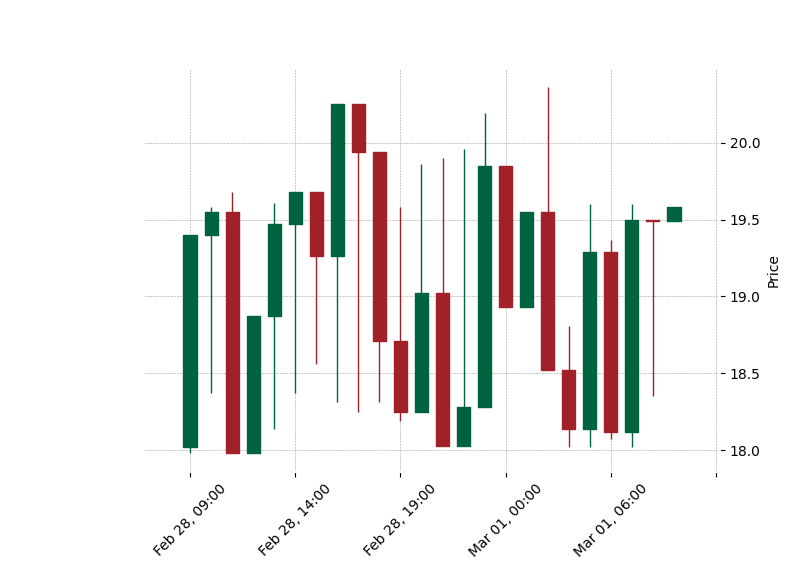 20.0
19.5
19.0
18.5
18.0
Price
Feb 28, 09:00
Feb 28, 14:00
Feb 28, 19:00
Mar 01, 00:00
Mar 01, 06:00